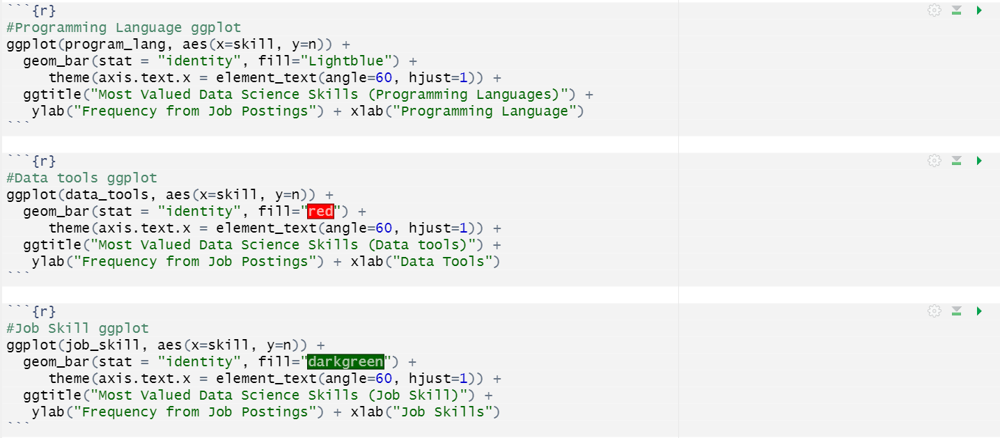 ```{r}
#Programming Language ggplot
ggplot(program_lang, aes(x=skill, y=n)) +
  geom_bar(stat = "identity", fill="Lightblue") +
     theme(axis.text.x = element_text(angle=60, hjust=1)) +
  ggtitle("Most Valued Data Science Skills (Programming Languages)") +
   ylab("Frequency from Job Postings") + xlab("Programming Language")
```
```{r}
#Data tools ggplot
ggplot(data_tools, aes(x=skill, y=n)) +
  geom_bar(stat = "identity", fill="red") +
     theme(axis.text.x = element_text(angle=60, hjust=1)) +
  ggtitle("Most Valued Data Science Skills (Data tools)") +
   ylab("Frequency from Job Postings") + xlab("Data Tools")
```
```{r}
#Job Skill ggplot
ggplot(job_skill, aes(x=skill, y=n)) +
  geom_bar(stat = "identity", fill="darkgreen") +
     theme(axis.text.x = element_text(angle=60, hjust=1)) +
  ggtitle("Most Valued Data Science Skills (Job Skill)") +
   ylab("Frequency from Job Postings") + xlab("Job Skills")
```